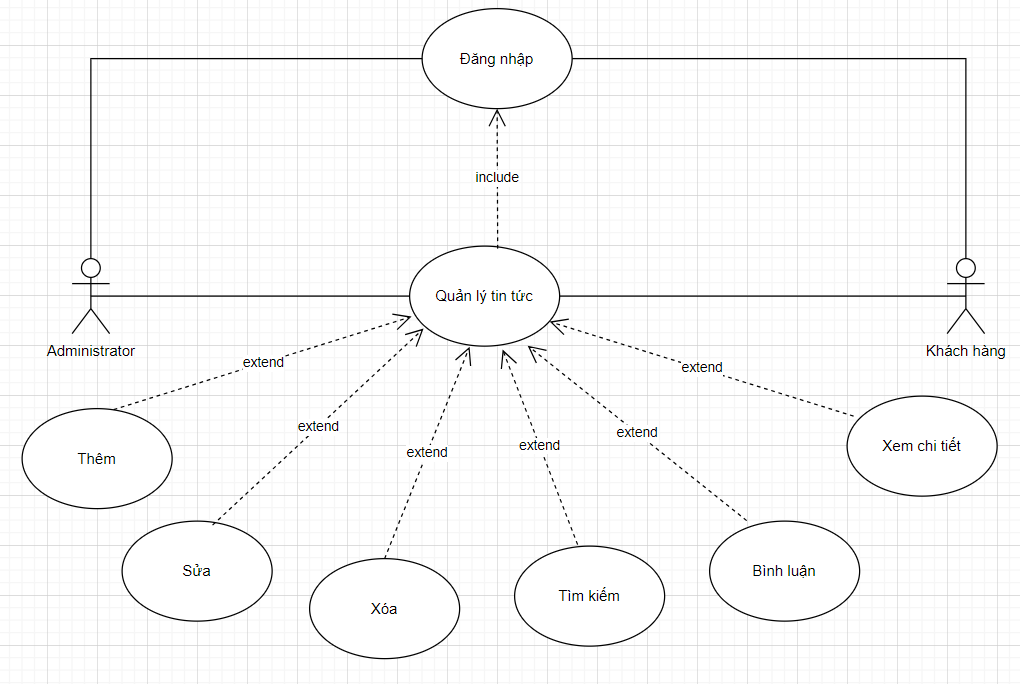 Đăng nhập
include
Quản lý tin tức
Administrator
Khách hàng
extend
extend
extend
extend
extend
extend
Thêm
Xem chi tiết
Sửa
Bình luận
Xóa
Tìm kiếm